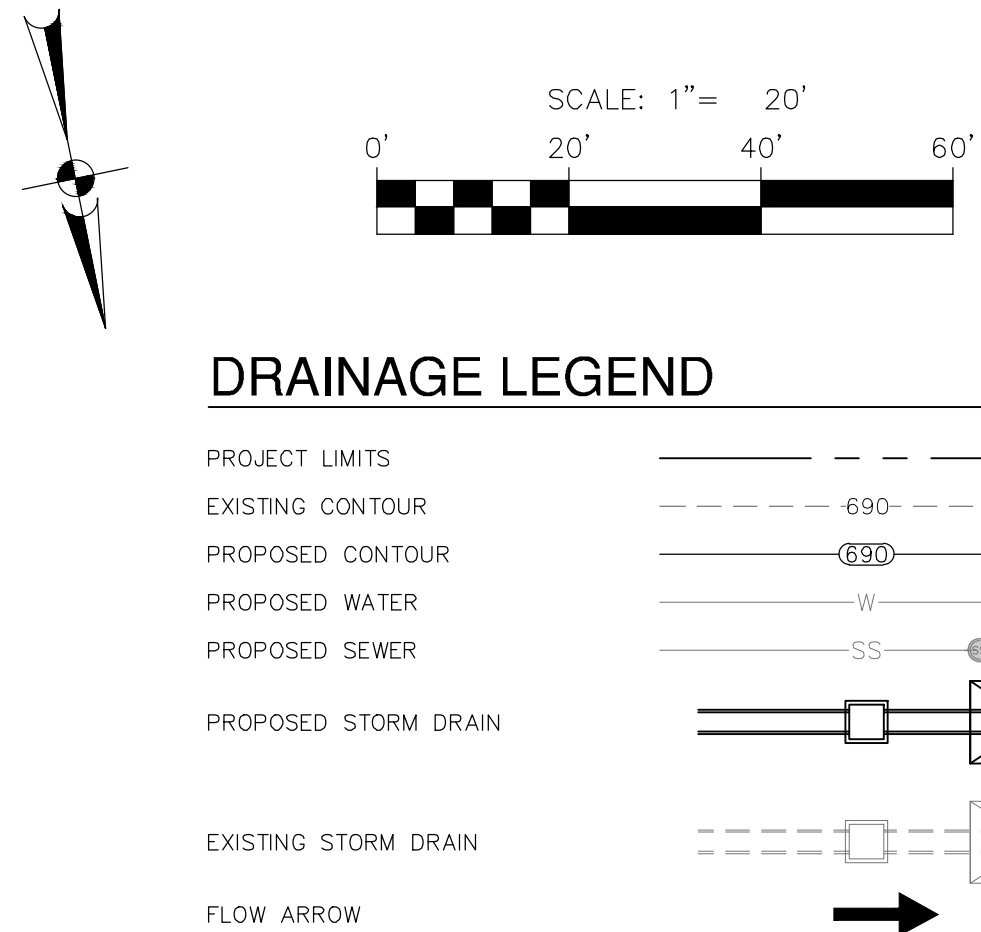 SCALE: 1"= 20'
0' 20' 40' 60'
DRAINAGE LEGEND
PROJECT LIMITS
EXISTING CONTOUR 690
PROPOSED CONTOUR 690
PROPOSED WATER W
PROPOSED SEWER SS
PROPOSED STORM DRAIN
EXISTING STORM DRAIN
FLOW ARROW